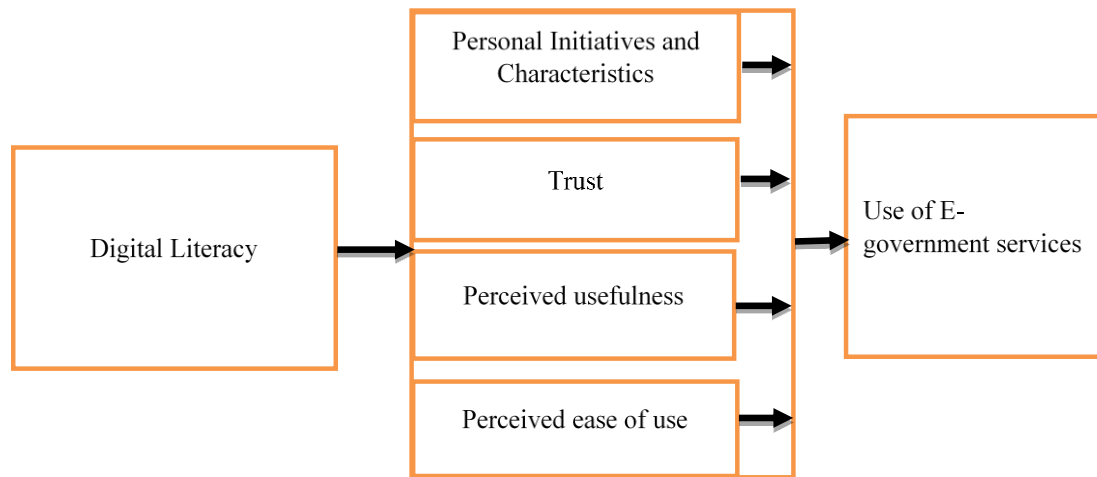 Personal Initiatives and
Characteristics
Trust
Digital Literacy
Use of E-
government services
Perceived usefulness
Perceived ease of use